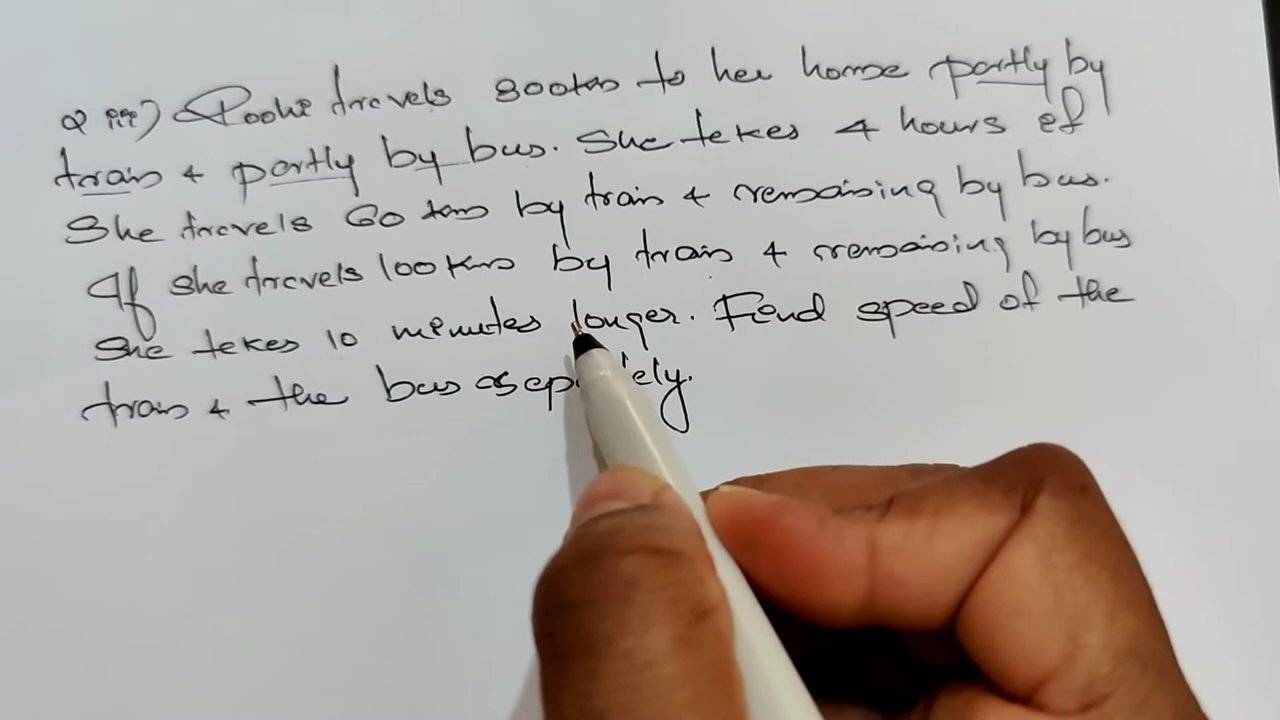 Q iii) Poohi travels 300km to her home partly by
train & partly by bus. She takes 4 hours if
She travels 60 kms by train & remaining by bus.
If she travels 100 kms by train & remaining by bus
She takes 10 minutes longer. Find speed of the
train & the bus